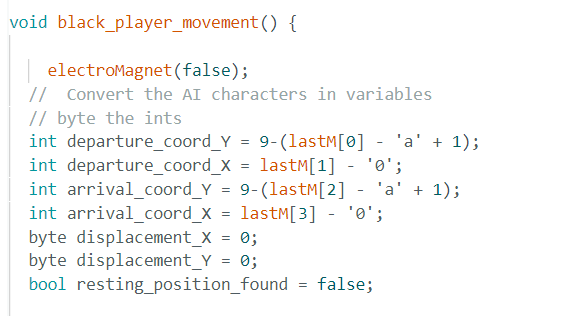 void black_player_movement() {
electroMagnet(false);
//  Convert the AI characters in variables
// byte the ints
int departure_coord_Y = 9-(lastM[0] - 'a' + 1);
int departure_coord_X = lastM[1] - '0';
int arrival_coord_Y = 9-(lastM[2] - 'a' + 1);
int arrival_coord_X = lastM[3] - '0';
byte displacement_X = 0;
byte displacement_Y = 0;
bool resting_position_found = false;